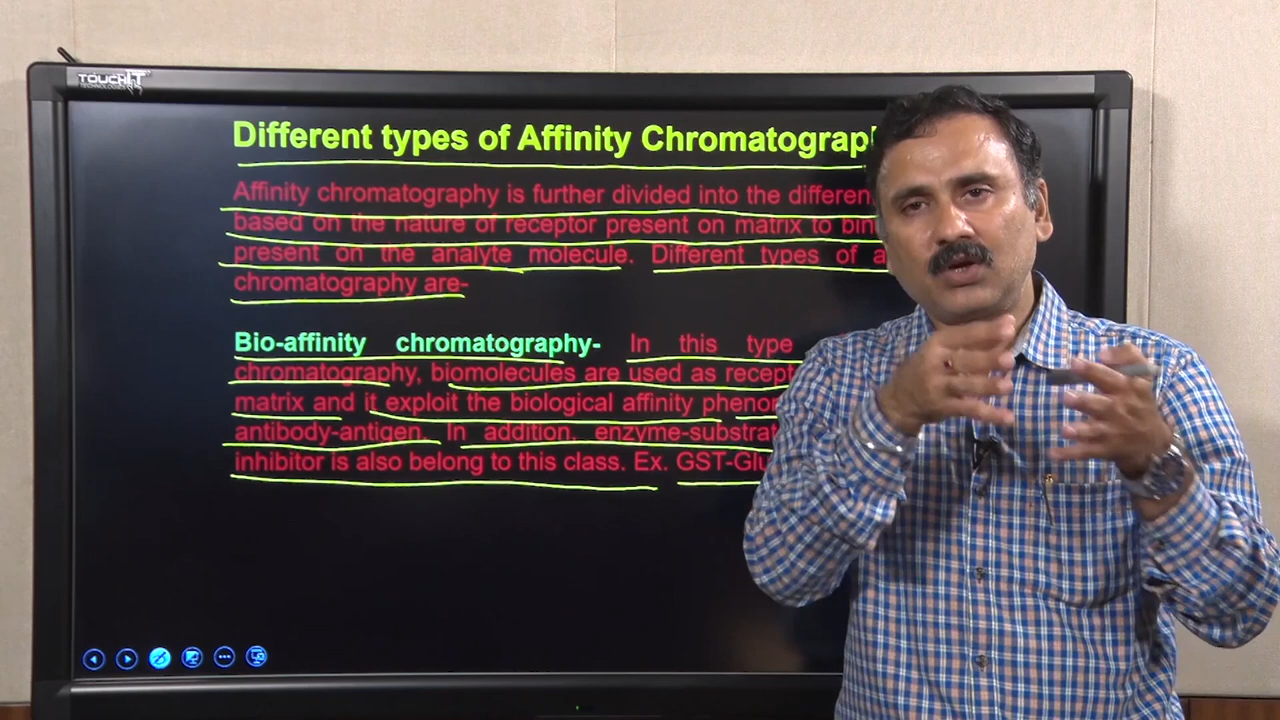 TOUCHIT
TECHNOLOGIES
Different types of Affinity Chromatograp
Affinity chromatography is further divided into the differen
based on the nature of receptor present on matrix to bin
present on the analyte molecule. Different types of a
chromatography are-
Bio-affinity chromatography- In this type
chromatography, biomolecules are used as recept
matrix and it exploit the biological affinity pheno
antibody-antigen. In addition, enzyme-substrat
inhibitor is also belong to this class. Ex. GST-Glu